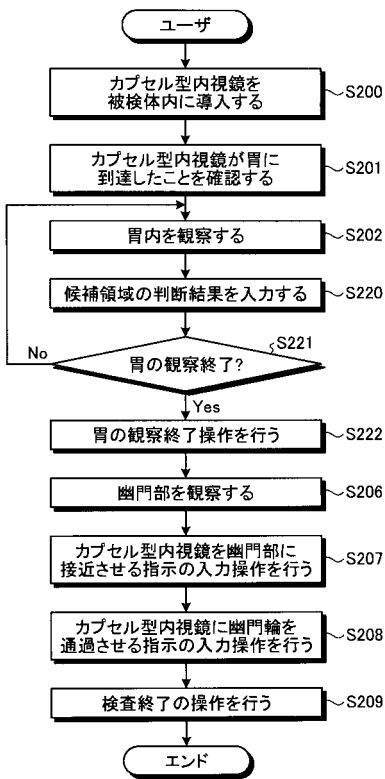 ユーザ
カプセル型内視鏡を
被検体内に導入する
S200
カプセル型内視鏡が胃に
到達したことを確認する
S201
胃内を観察する
S202
候補領域の判断結果を入力する
S220
S221
胃の観察終了?
No
Yes
胃の観察終了操作を行う
S222
幽門部を観察する
S206
カプセル型内視鏡を幽門部に
接近させる指示の入力操作を行う
S207
カプセル型内視鏡に幽門輪を
通過させる指示の入力操作を行う
S208
検査終了の操作を行う
S209
エンド